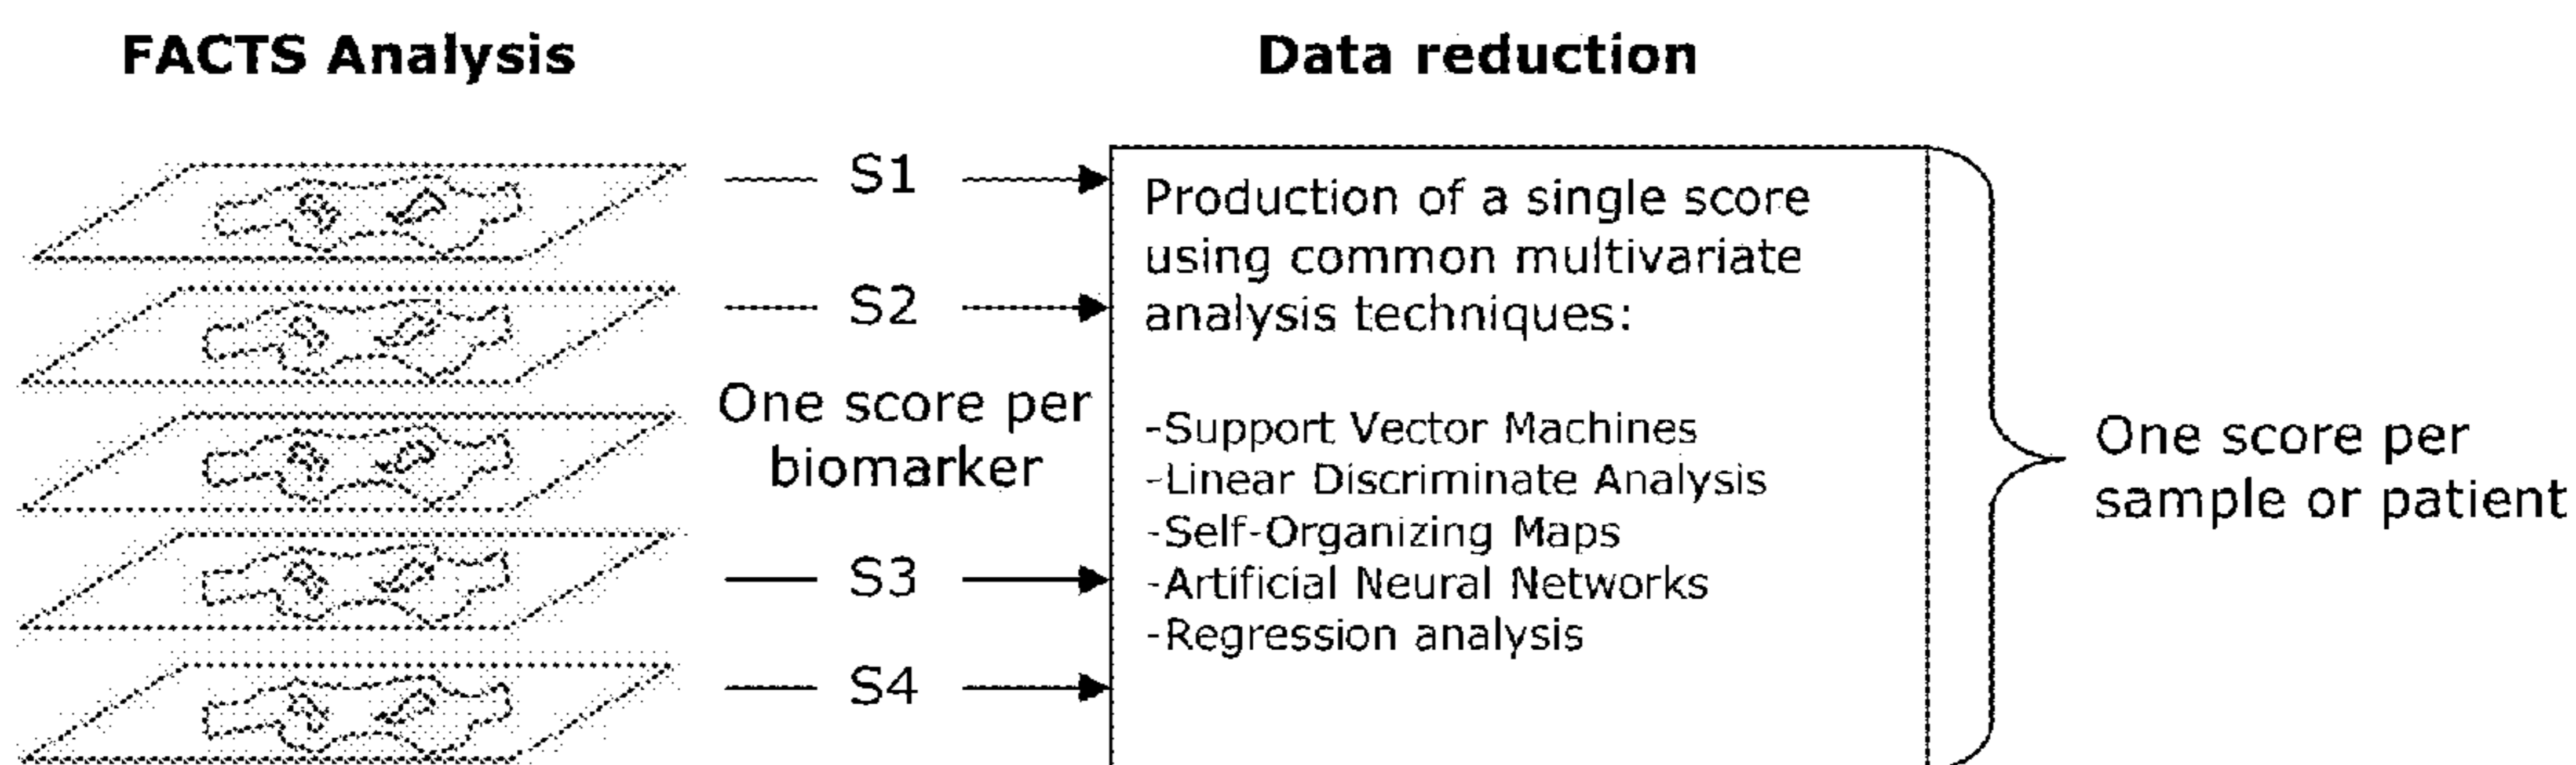 FACTS Analysis
Data reduction
S1
S2
One score per
biomarker
S3
S4
Production of a single score
using common multivariate
analysis techniques:
-Support Vector Machines
-Linear Discriminate Analysis
-Self-Organizing Maps
-Artificial Neural Networks
-Regression analysis
One score per
sample or patient